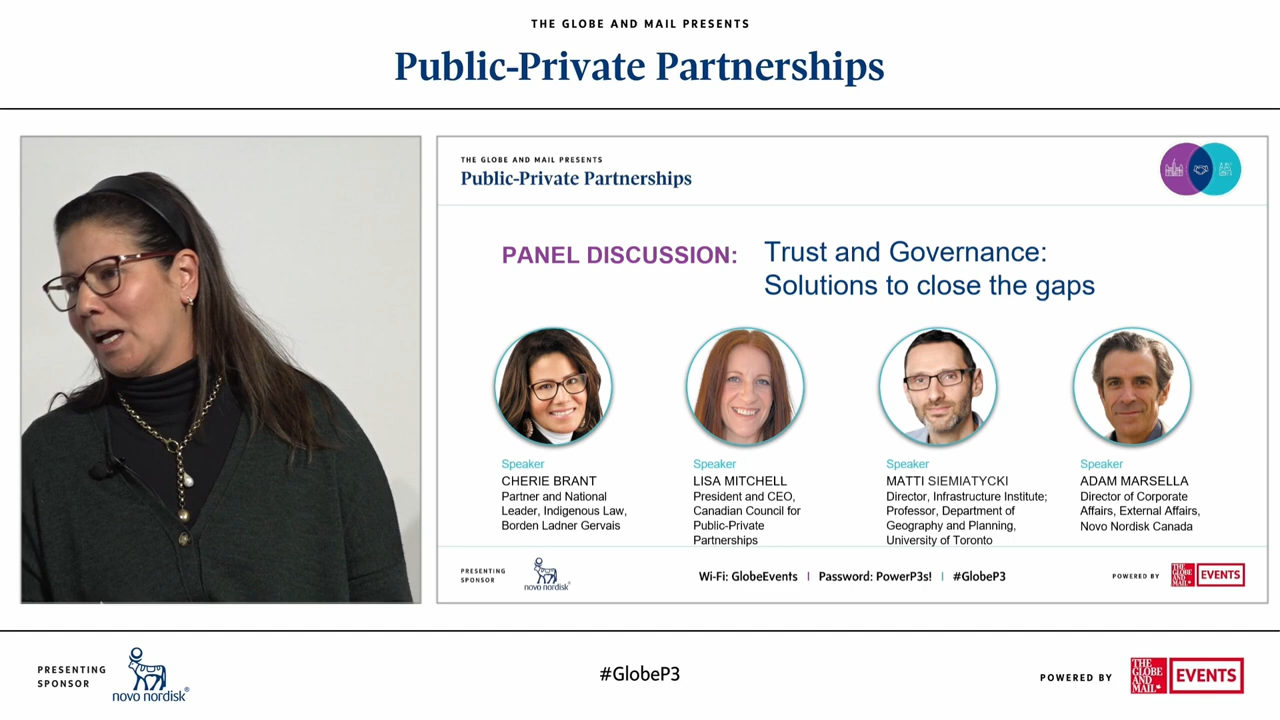 THE GLOBE AND MAIL PRESENTS
Public-Private Partnerships
THE GLOBE AND MAIL PRESENTS
Public-Private Partnerships
PANEL DISCUSSION: Trust and Governance:
Solutions to close the gaps
Speaker
CHERIE BRANT
Partner and National
Leader, Indigenous Law,
Borden Ladner Gervais
Speaker
LISA MITCHELL
President and CEO,
Canadian Council for
Public-Private
Partnerships
Speaker
MATTI SIEMIATYCKI
Director, Infrastructure Institute;
Professor, Department of
Geography and Planning,
University of Toronto
Speaker
ADAM MARSELLA
Director of Corporate
Affairs, External Affairs,
Novo Nordisk Canada
PRESENTING
SPONSOR
novo nordisk®
Wi-Fi: GlobeEvents | Password: PowerP3s! | #GlobeP3
POWERED BY
THE
GLOBE
AND
MAIL
EVENTS
PRESENTING
SPONSOR
novo nordisk®
#GlobeP3
POWERED BY
THE
GLOBE
AND
MAIL
EVENTS